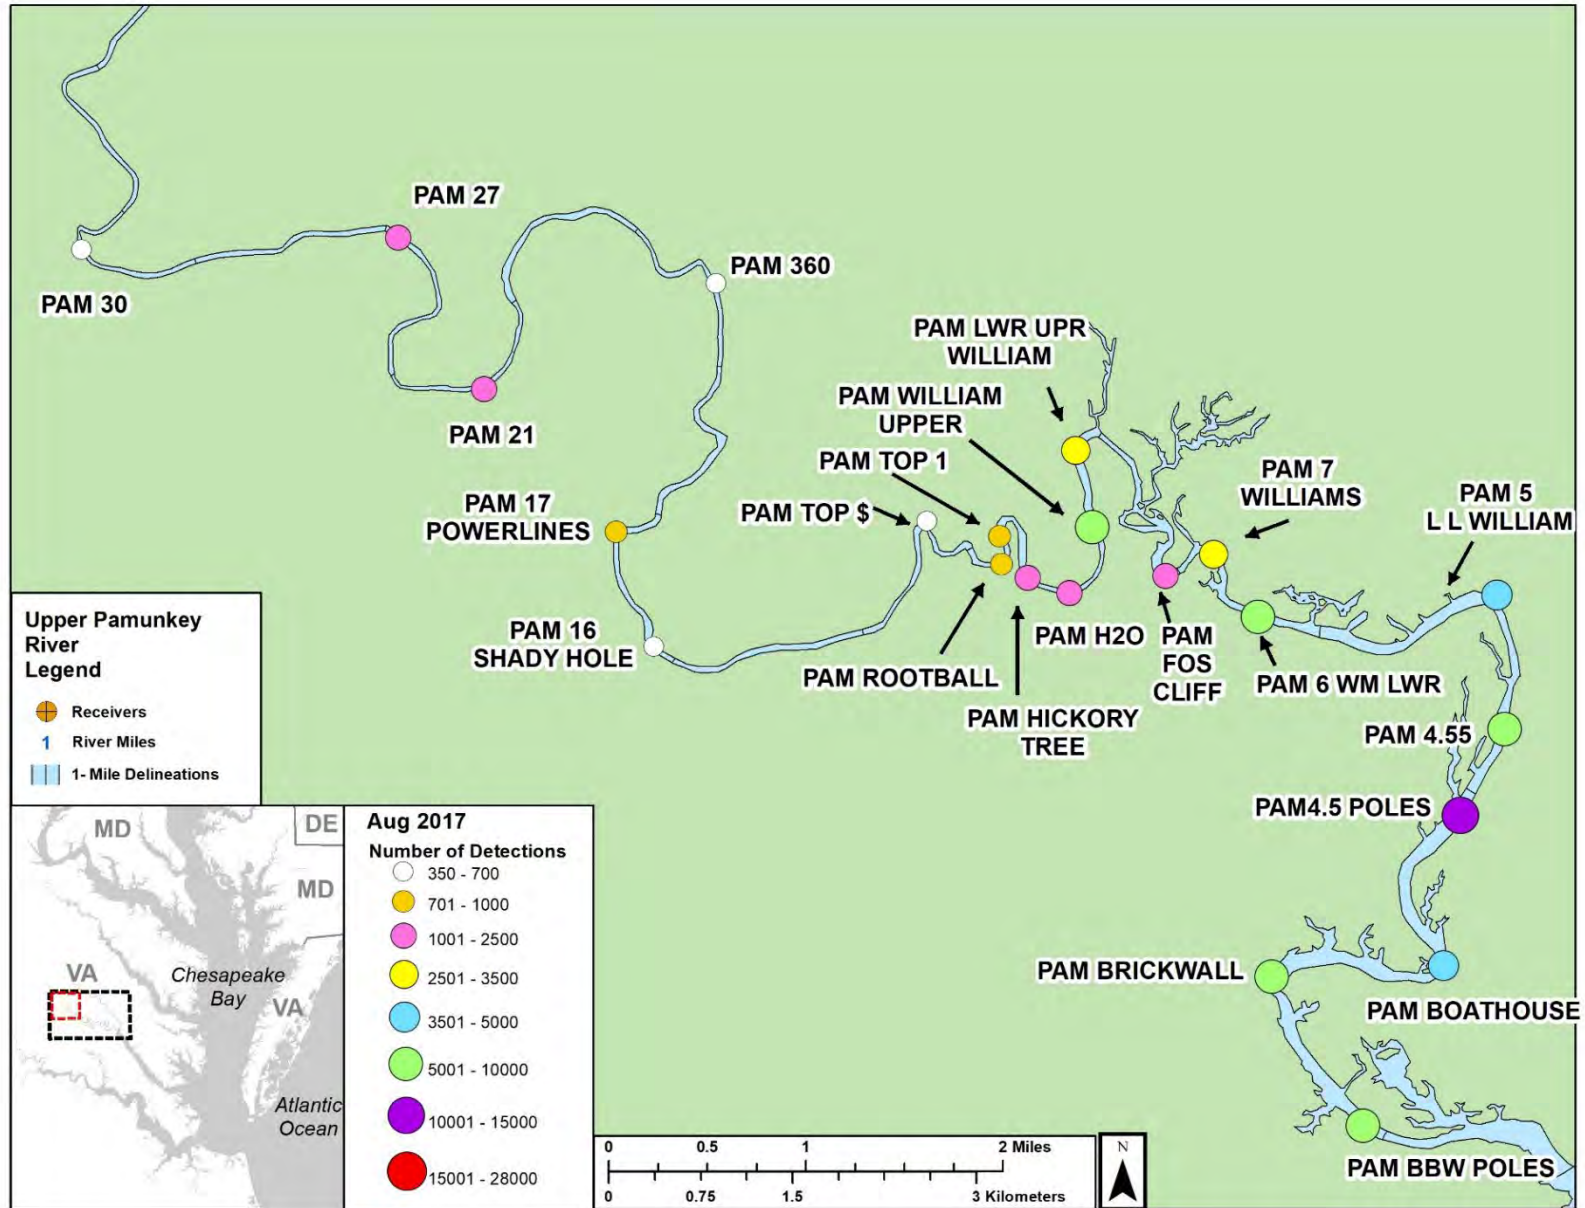 PAM 27
PAM 360
PAM 30
PAM LWR UPR
WILLIAM
PAM WILLIAM
UPPER
PAM 21
PAM TOP 1
PAM 7
WILLIAMS
PAM 5
L L WILLIAM
PAM 17
POWERLINES
PAM TOP $
PAM 16
SHADY HOLE
PAM H2O
PAM
FOS
CLIFF
PAM ROOTBALL
PAM 6 WM LWR
PAM HICKORY
TREE
PAM 4.55
PAM4.5 POLES
PAM BRICKWALL
PAM BOATHOUSE
PAM BBW POLES
Upper Pamunkey
River
Legend
Receivers
1 River Miles
1- Mile Delineations
MD
DE
MD
VA
Chesapeake
Bay
VA
Atlantic
Ocean
Aug 2017
Number of Detections
350 - 700
701 - 1000
1001 - 2500
2501 - 3500
3501 - 5000
5001 - 10000
10001 - 15000
15001 - 28000
0 0.5 1 2 Miles
0 0.75 1.5 3 Kilometers
N